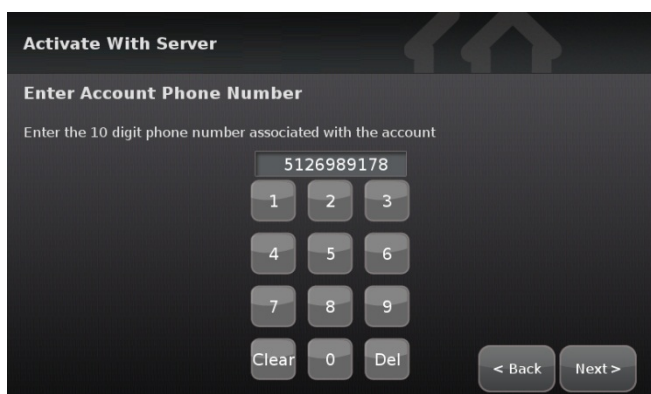 Activate With Server
Enter Account Phone Number
Enter the 10 digit phone number associated with the account
5126989178
1 2 3
4 5 6
7 8 9
Clear 0 Del
< Back Next >